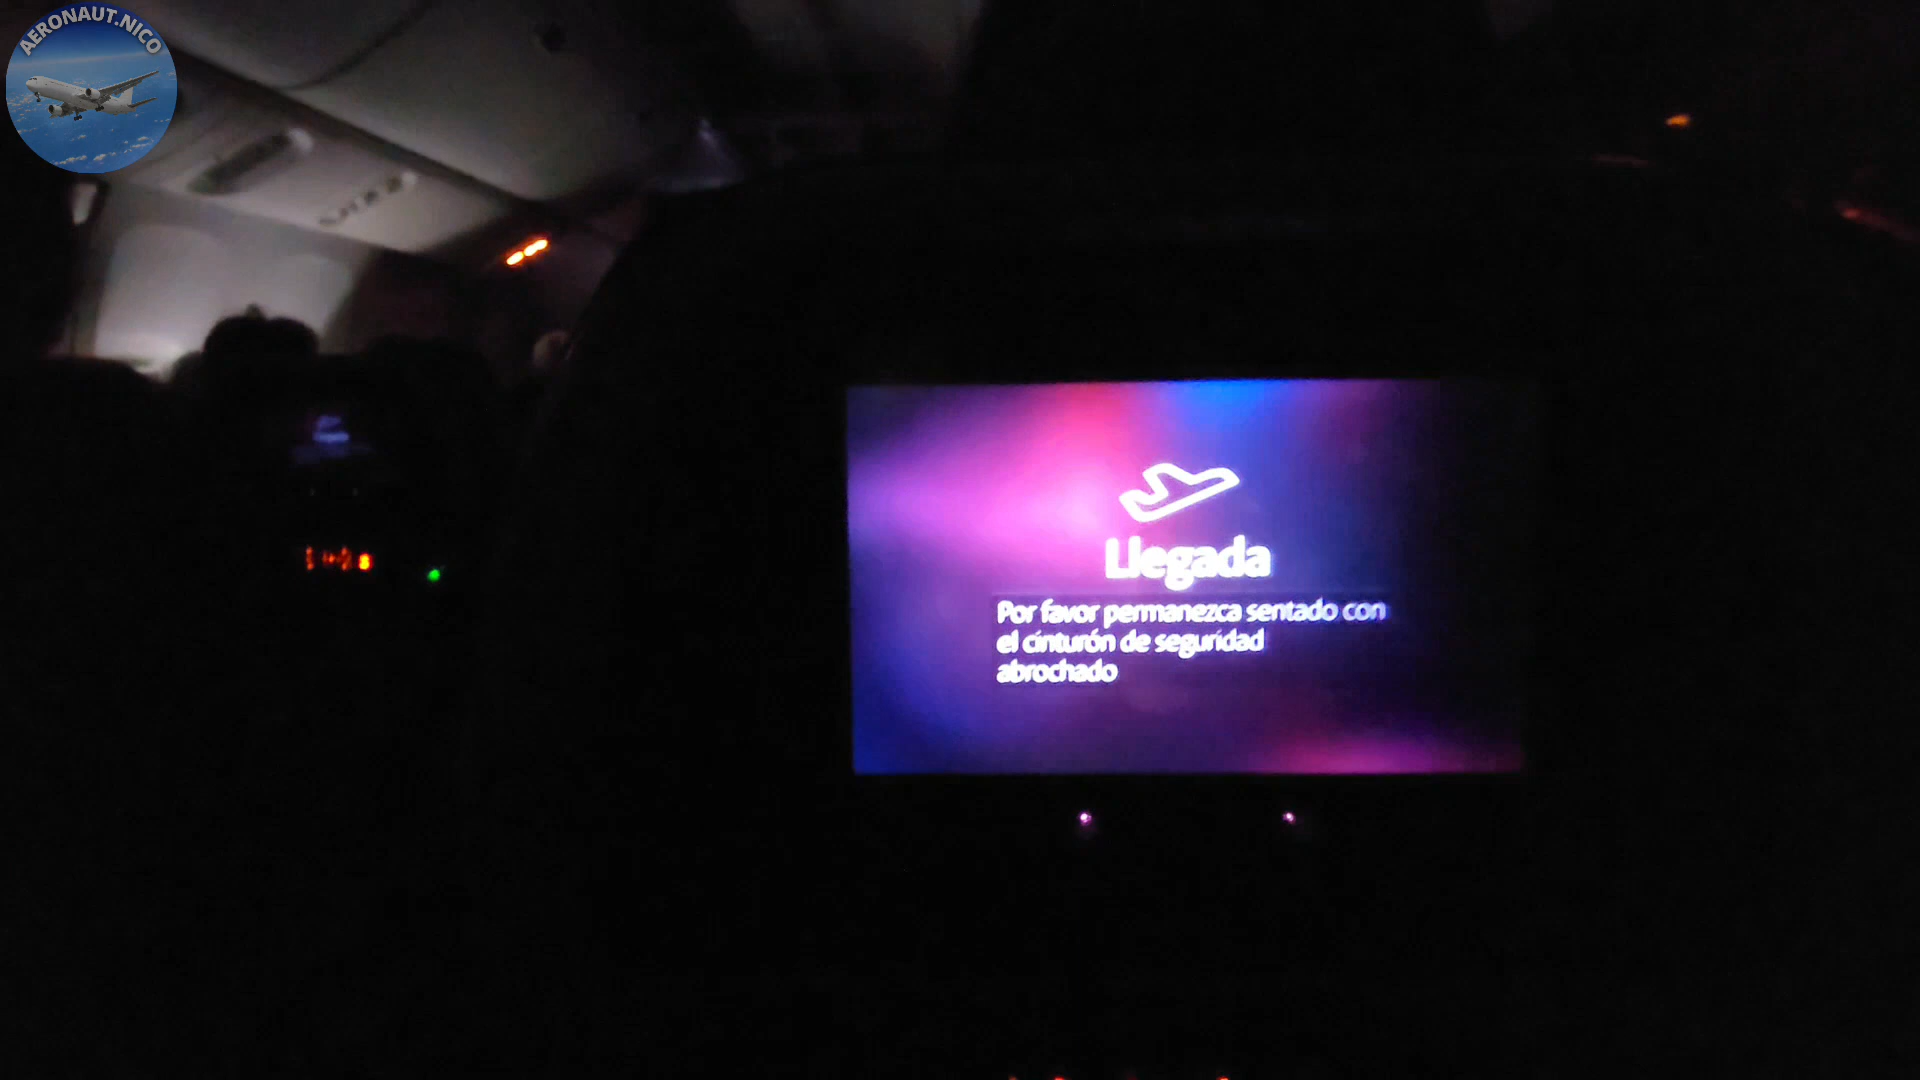 AERONAUT.NICO
Llegada
Por favor permanezca sentado con
el cinturón de seguridad
abrochado